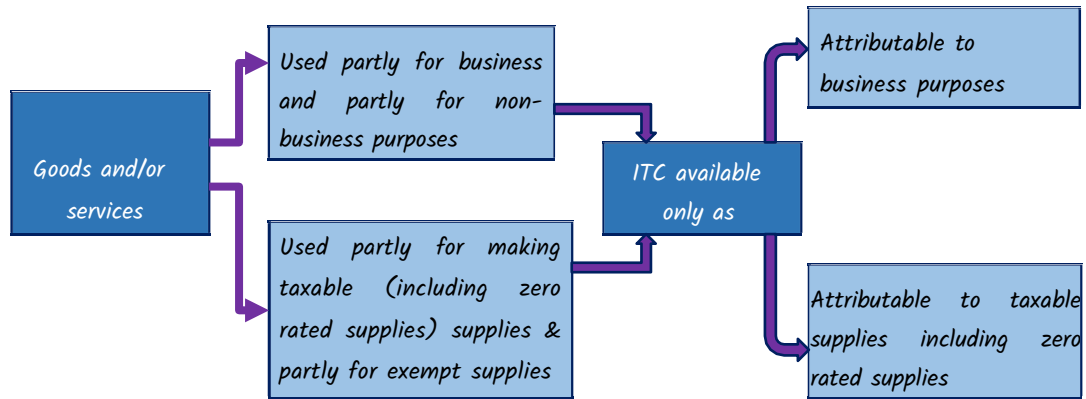 Goods and/or
services
Used partly for business
and partly for non-
business purposes
Used partly for making
taxable (including zero
rated supplies) supplies &
partly for exempt supplies
ITC available
only as
Attributable to
business purposes
Attributable to taxable
supplies including zero
rated supplies